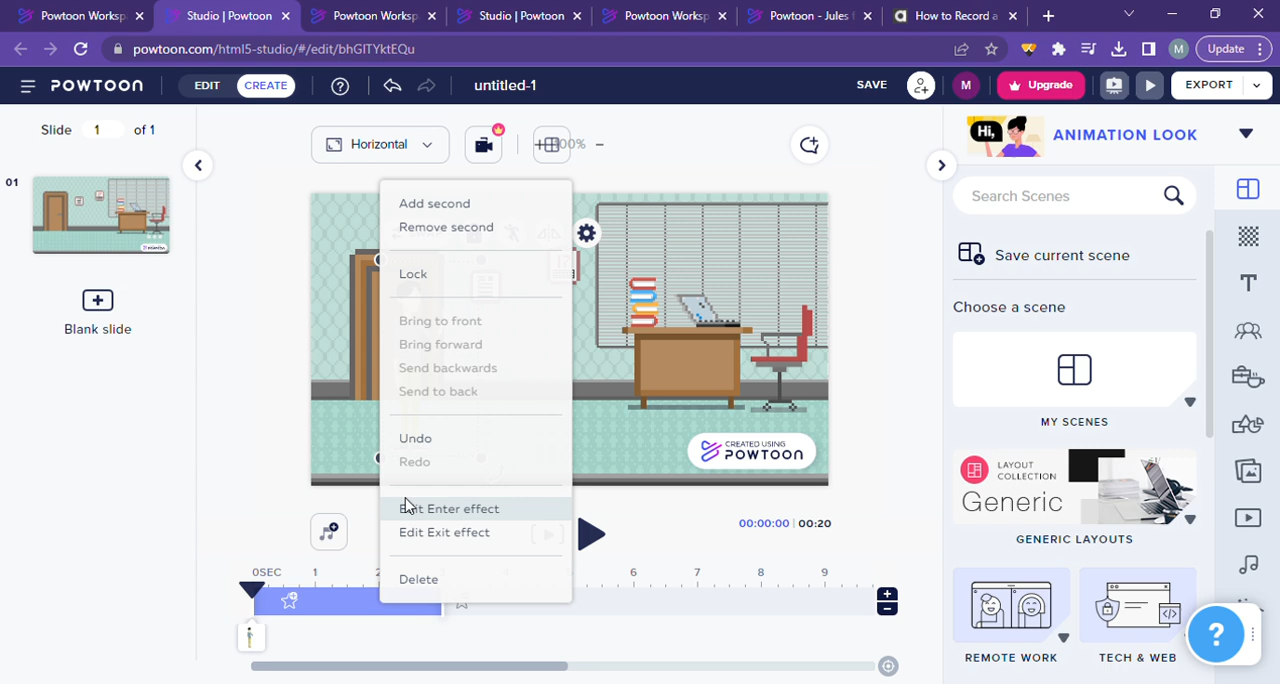 Powtoon Worksp
Studio | Powtoon
Powtoon Worksp
Studio | Powtoon
Powtoon Worksp
Powtoon - Jules
How to Record a
powtoon.com/html5-studio/#/edit/bhGlTYktEQu
M
Update
POWTOON
EDIT
CREATE
untitled-1
SAVE
M
Upgrade
EXPORT
Slide 1 of 1
Horizontal
Hi,
ANIMATION LOOK
01
Blank slide
Add second
Remove second
Lock
Bring to front
Bring forward
Send backwards
Send to back
Undo
Redo
Edit Enter effect
Edit Exit effect
Delete
CREATED USING
POWTOON
00:00:00 | 00:20
0SEC 1 2 6 7 8 9
Search Scenes
Save current scene
Choose a scene
MY SCENES
LAYOUT
COLLECTION
Generic
GENERIC LAYOUTS
REMOTE WORK
TECH & WEB